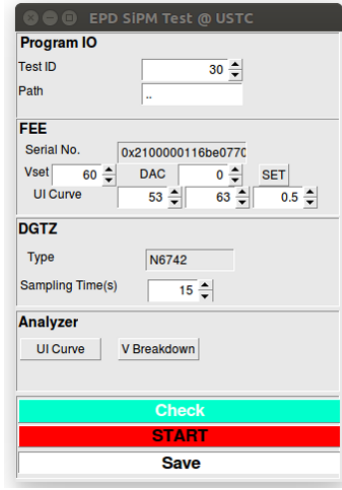 EPD SiPM Test @ USTC
Program IO
Test ID 30
Path ..
FEE
Serial No. 0x2100000116be077
Vset 60 DAC 0 SET
UI Curve 53 63 0.5
DGTZ
Type N6742
Sampling Time(s) 15
Analyzer
UI Curve V Breakdown
Check
START
Save